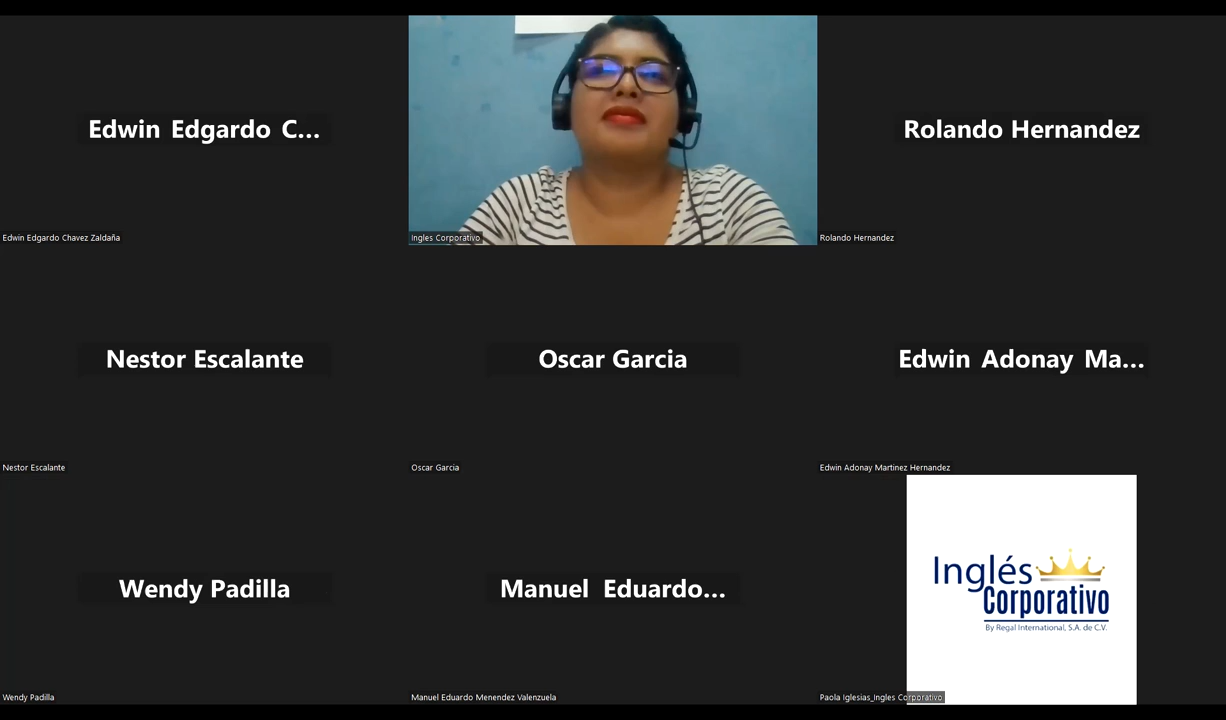 Edwin Edgardo C...
Edwin Edgardo Chavez Zaldaña
Ingles Corporativo
Rolando Hernandez
Rolando Hernandez
Nestor Escalante
Nestor Escalante
Oscar Garcia
Oscar Garcia
Edwin Adonay Ma...
Edwin Adonay Martinez Hernandez
Wendy Padilla
Wendy Padilla
Manuel Eduardo...
Manuel Eduardo Menendez Valenzuela
Inglés
Corporativo
By Regal International, S.A. de C.V.
Paola Iglesias_Ingles Corporativo